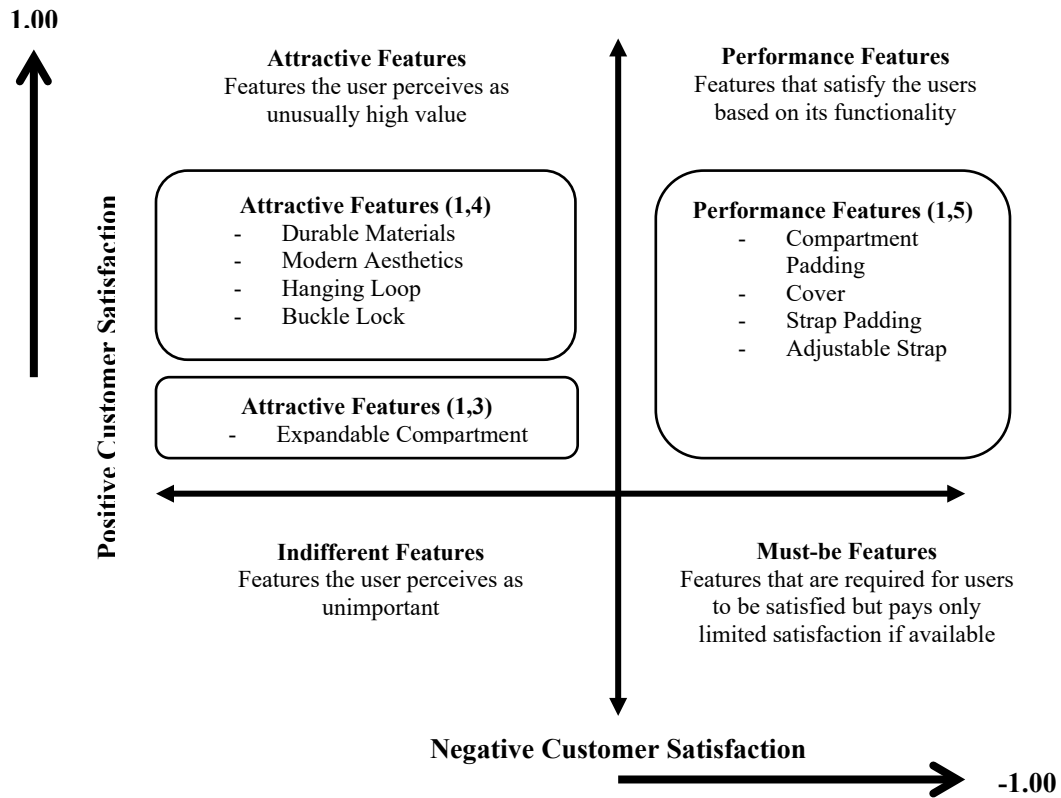 1.00
Attractive Features
Features the user perceives as
unusually high value
Performance Features
Features that satisfy the users
based on its functionality
Positive Customer Satisfaction
Attractive Features (1,4)
- Durable Materials
- Modern Aesthetics
- Hanging Loop
- Buckle Lock
Performance Features (1,5)
- Compartment
Padding
- Cover
- Strap Padding
- Adjustable Strap
Attractive Features (1,3)
- Expandable Compartment
Indifferent Features
Features the user perceives as
unimportant
Must-be Features
Features that are required for users
to be satisfied but pays only
limited satisfaction if available
Negative Customer Satisfaction
-1.00